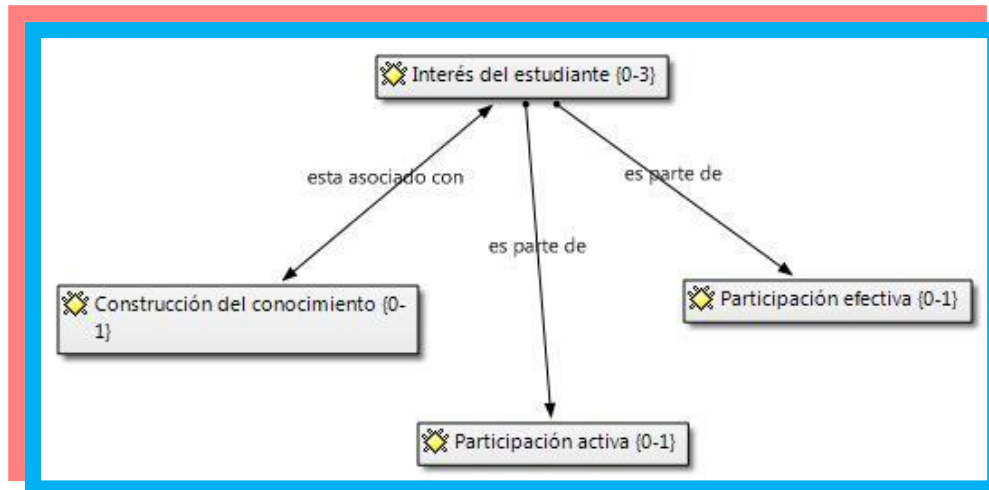 Interés del estudiante {0-3}
esta asociado con
es parte de
es parte de
Construcción del conocimiento {0-
1}
Participación efectiva {0-1}
Participación activa {0-1}